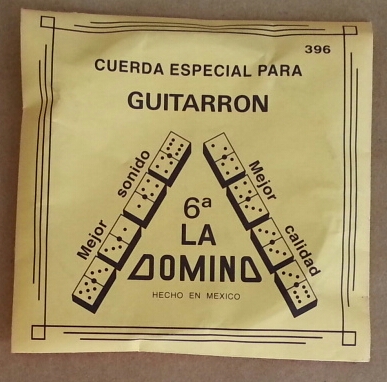 396
CUERDA ESPECIAL PARA
GUITARRON
Mejor sonido
Mejor calidad
6ª
LA
DOMINO
HECHO EN MEXICO